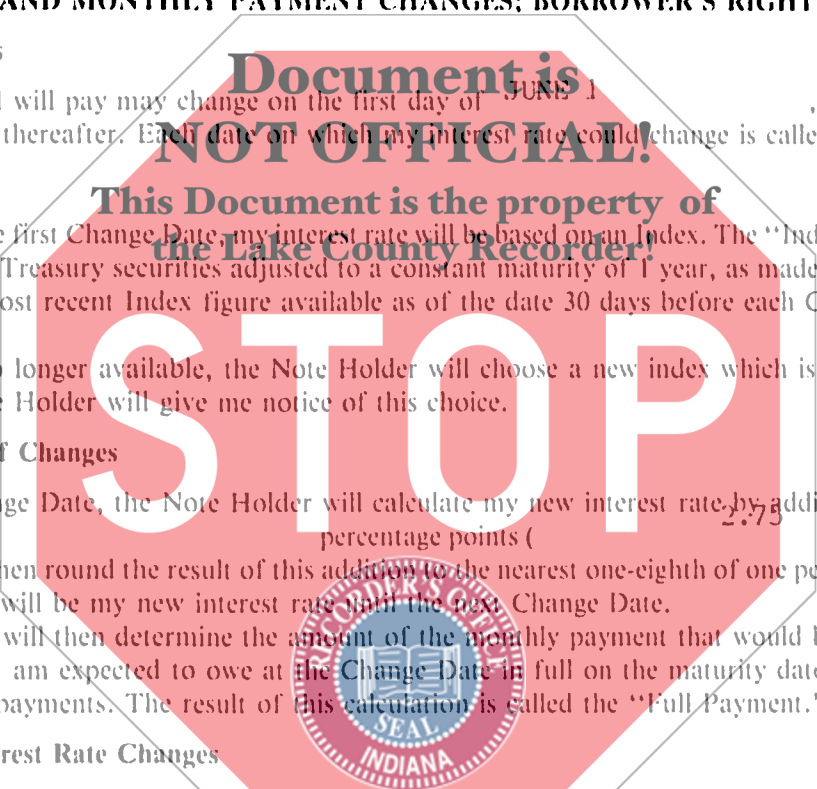 AND MONTHLY PAYMENT CHANGES; BORROWER'S RIGHT
Document is
will pay may change on the first day of JUNE 1
thereafter. Each date on which my interest rate could change is calle
NOT OFFICIAL!
This Document is the property of
the Lake County Recorder!
e first Change Date, my interest rate will be based on an Index. The "Ind
Treasury securities adjusted to a constant maturity of 1 year, as made
ost recent Index figure available as of the date 30 days before each C
STOP
longer available, the Note Holder will choose a new index which is
e Holder will give me notice of this choice.
f Changes
nge Date, the Note Holder will calculate my new interest rate by addi
2.75
percentage points (
hen round the result of this addition to the nearest one-eighth of one pe
will be my new interest rate until the next Change Date.
will then determine the amount of the monthly payment that would b
am expected to owe at the Change Date in full on the maturity date
payments. The result of this calculation is called the "Full Payment."
RECORDER'S OFFICE
SEAL
INDIANA
rest Rate Changes